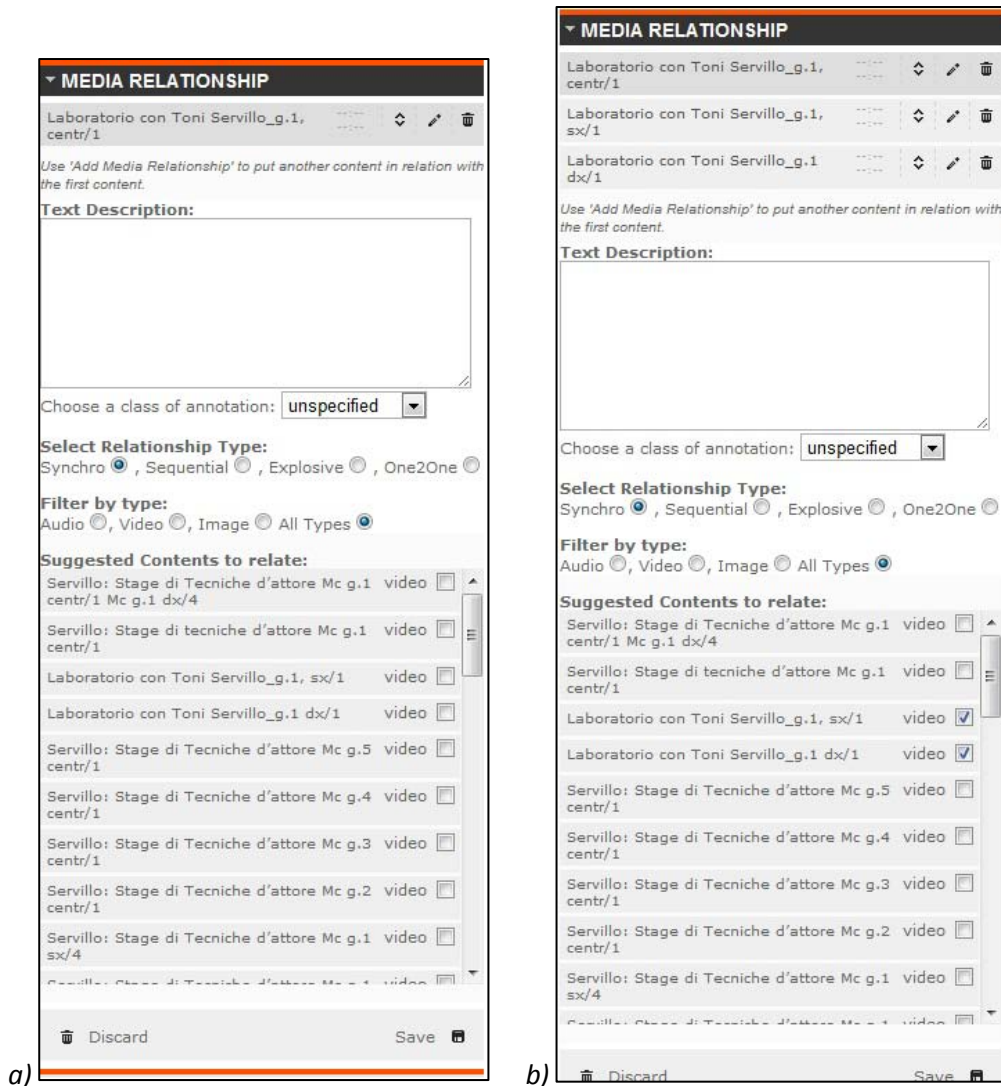 MEDIA RELATIONSHIP
Laboratorio con Toni Servillo_g.1,
centr/1
Use 'Add Media Relationship' to put another content in relation with
the first content.
Text Description:
Choose a class of annotation: unspecified
Select Relationship Type:
Synchro , Sequential , Explosive , One2One
Filter by type:
Audio , Video , Image All Types
Suggested Contents to relate:
Servillo: Stage di Tecniche d'attore Mc g.1 video
centr/1 Mc g.1 dx/4
Servillo: Stage di tecniche d'attore Mc g.1 video
centr/1
Laboratorio con Toni Servillo_g.1, sx/1 video
Laboratorio con Toni Servillo_g.1 dx/1 video
Servillo: Stage di Tecniche d'attore Mc g.5 video
centr/1
Servillo: Stage di Tecniche d'attore Mc g.4 video
centr/1
Servillo: Stage di Tecniche d'attore Mc g.3 video
centr/1
Servillo: Stage di Tecniche d'attore Mc g.2 video
centr/1
Servillo: Stage di Tecniche d'attore Mc g.1 video
sx/4
Discard Save
a)
MEDIA RELATIONSHIP
Laboratorio con Toni Servillo_g.1,
centr/1
Laboratorio con Toni Servillo_g.1,
sx/1
Laboratorio con Toni Servillo_g.1
dx/1
Use 'Add Media Relationship' to put another content in relation with
the first content.
Text Description:
Choose a class of annotation: unspecified
Select Relationship Type:
Synchro , Sequential , Explosive , One2One
Filter by type:
Audio , Video , Image All Types
Suggested Contents to relate:
Servillo: Stage di Tecniche d'attore Mc g.1 video
centr/1 Mc g.1 dx/4
Servillo: Stage di tecniche d'attore Mc g.1 video
centr/1
Laboratorio con Toni Servillo_g.1, sx/1 video
Laboratorio con Toni Servillo_g.1 dx/1 video
Servillo: Stage di Tecniche d'attore Mc g.5 video
centr/1
Servillo: Stage di Tecniche d'attore Mc g.4 video
centr/1
Servillo: Stage di Tecniche d'attore Mc g.3 video
centr/1
Servillo: Stage di Tecniche d'attore Mc g.2 video
centr/1
Servillo: Stage di Tecniche d'attore Mc g.1 video
sx/4
Discard Save
b)